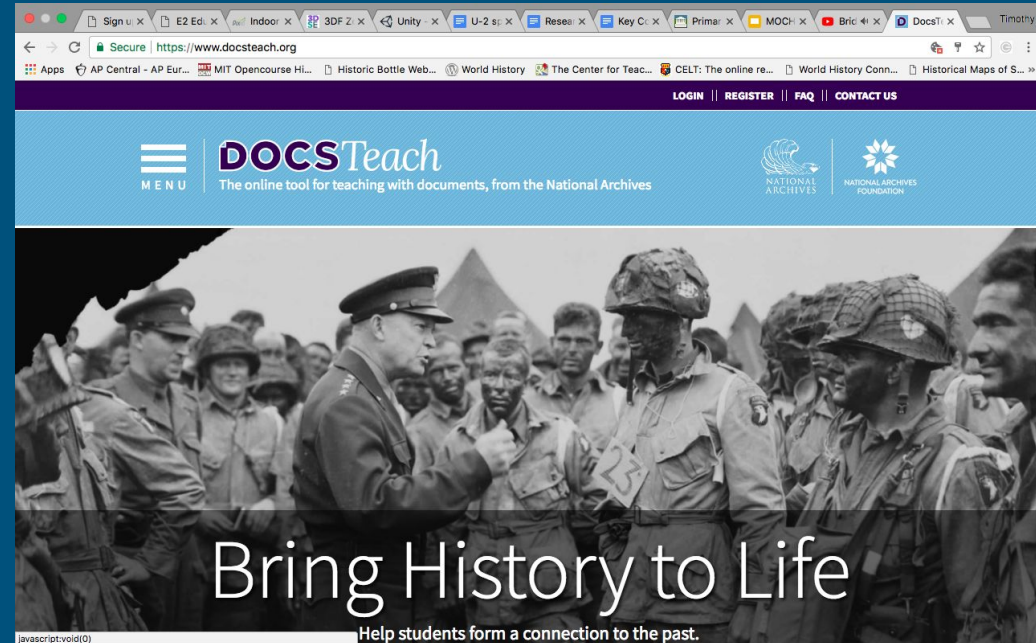 Sign u E2 Edu Indoor 3DF Z Unity - U-2 sp Resea Key Co Primar MOCH Brid DocsTe Timothy
Secure | https://www.docsteach.org
Apps AP Central - AP Eur... MIT Opencourse Hi... Historic Bottle Web... World History The Center for Teac... CELT: The online re... World History Conn... Historical Maps of S... »
LOGIN || REGISTER || FAQ || CONTACT US
DOCSTeach
MENU
The online tool for teaching with documents, from the National Archives
NATIONAL
ARCHIVES
NATIONAL ARCHIVES
FOUNDATION
23
Bring History to Life
Help students form a connection to the past.
javascript:void(0)